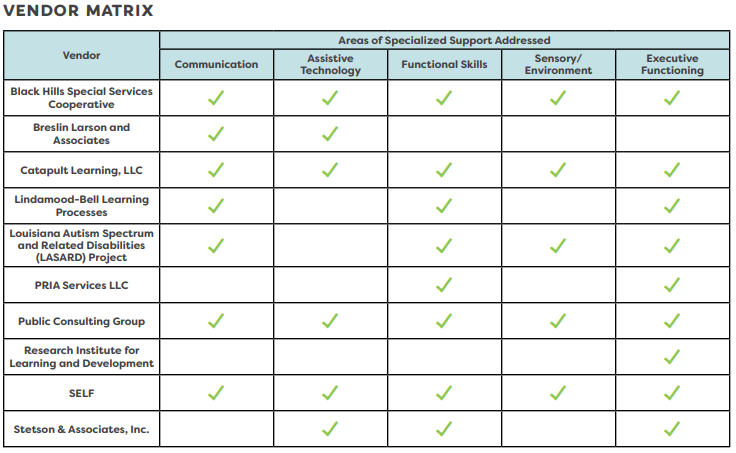 VENDOR MATRIX
Vendor
Areas of Specialized Support Addressed
Communication
Assistive
Technology
Functional Skills
Sensory/
Environment
Executive
Functioning
Black Hills Special Services
Cooperative
Breslin Larson and
Associates
Catapult Learning, LLC
Lindamood-Bell Learning
Processes
Louisiana Autism Spectrum
and Related Disabilities
(LASARD) Project
PRIA Services LLC
Public Consulting Group
Research Institute for
Learning and Development
SELF
Stetson & Associates, Inc.